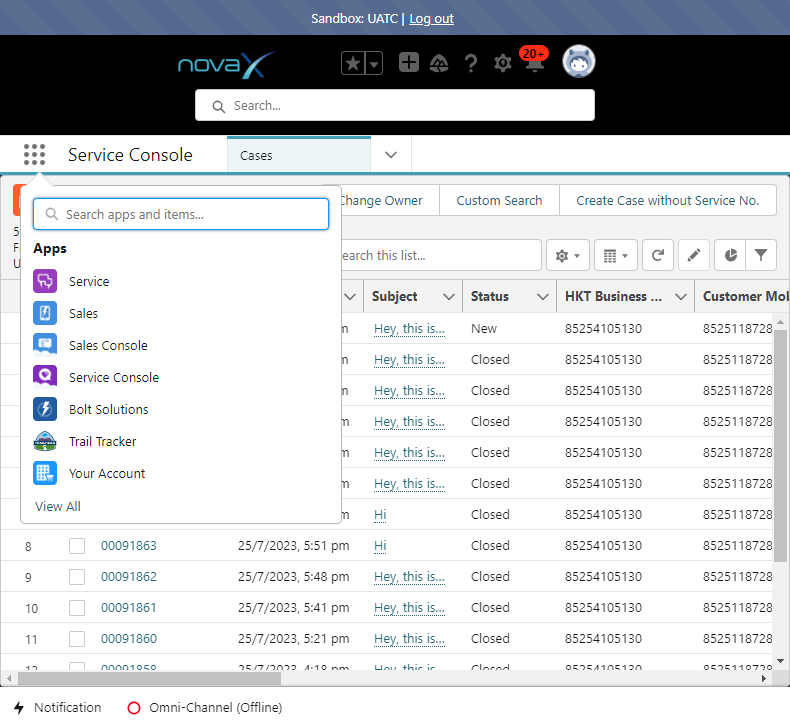 Sandbox: UATC | Log out
novaX
20+
Search...
Service Console
Cases
5
F
U
Search apps and items...
Change Owner
Custom Search
Create Case without Service No.
Apps
earch this list...
Service
Sales
Sales Console
Service Console
Bolt Solutions
Trail Tracker
Your Account
View All
Subject
Status
HKT Business ...
Customer Mob
m Hey, this is... New 85254105130 8525118728
m Hey, this is... Closed 85254105130 8525118728
m Hey, this is... Closed 85254105130 8525118728
m Hey, this is... Closed 85254105130 8525118728
m Hey, this is... Closed 85254105130 8525118728
m Hey, this is... Closed 85254105130 8525118728
m Hi Closed 85254105130 8525118728
8 00091863 25/7/2023, 5:51 pm Hi Closed 85254105130 8525118728
9 00091862 25/7/2023, 5:48 pm Hey, this is... Closed 85254105130 8525118728
10 00091861 25/7/2023, 5:41 pm Hey, this is... Closed 85254105130 8525118728
11 00091860 25/7/2023, 5:21 pm Hey, this is... Closed 85254105130 8525118728
12 00091858 25/7/2023, 4:18 pm Hey, this is... Closed 85254105130 8525118728
Notification
Omni-Channel (Offline)